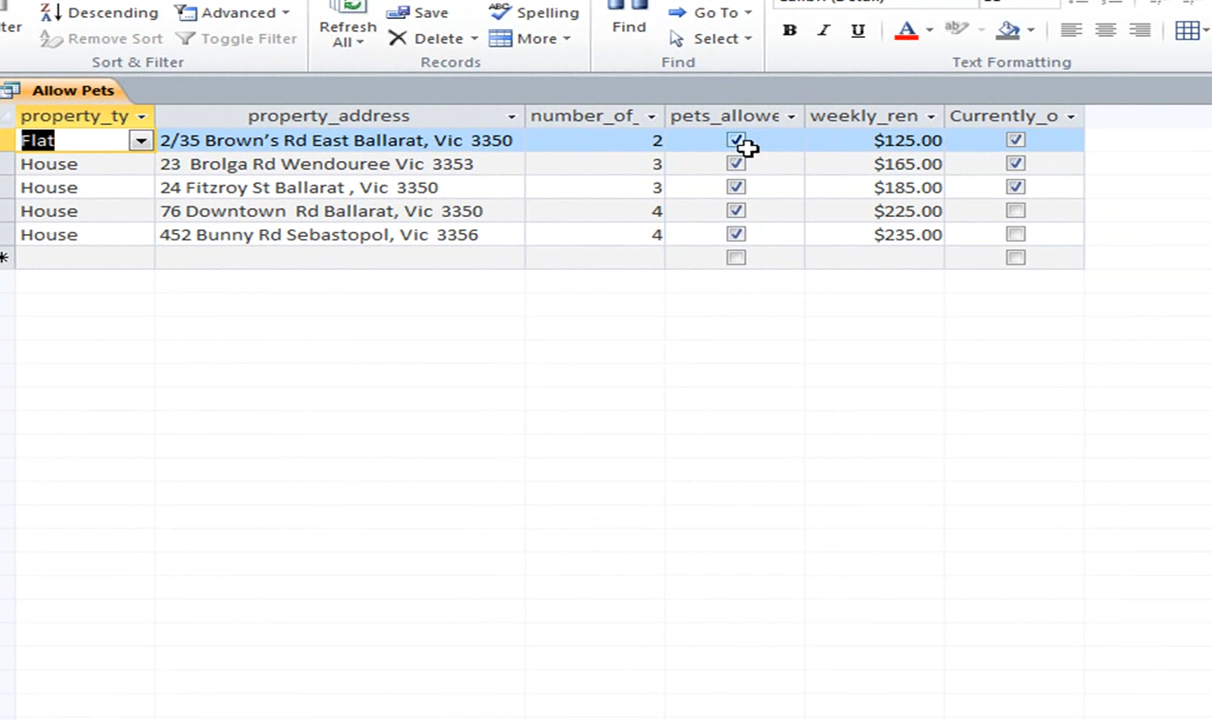 Descending Advanced Refresh All Save Spelling Find Go To
Remove Sort Toggle Filter Delete More Select B I U A
Sort & Filter Records Find Text Formatting
Allow Pets
property_ty property_address number_of_ pets_allowe weekly_ren Currently_o
Flat 2/35 Brown's Rd East Ballarat, Vic 3350 2 $125.00
House 23 Brolga Rd Wendouree Vic 3353 3 $165.00
House 24 Fitzroy St Ballarat , Vic 3350 3 $185.00
House 76 Downtown Rd Ballarat, Vic 3350 4 $225.00
House 452 Bunny Rd Sebastopol, Vic 3356 4 $235.00